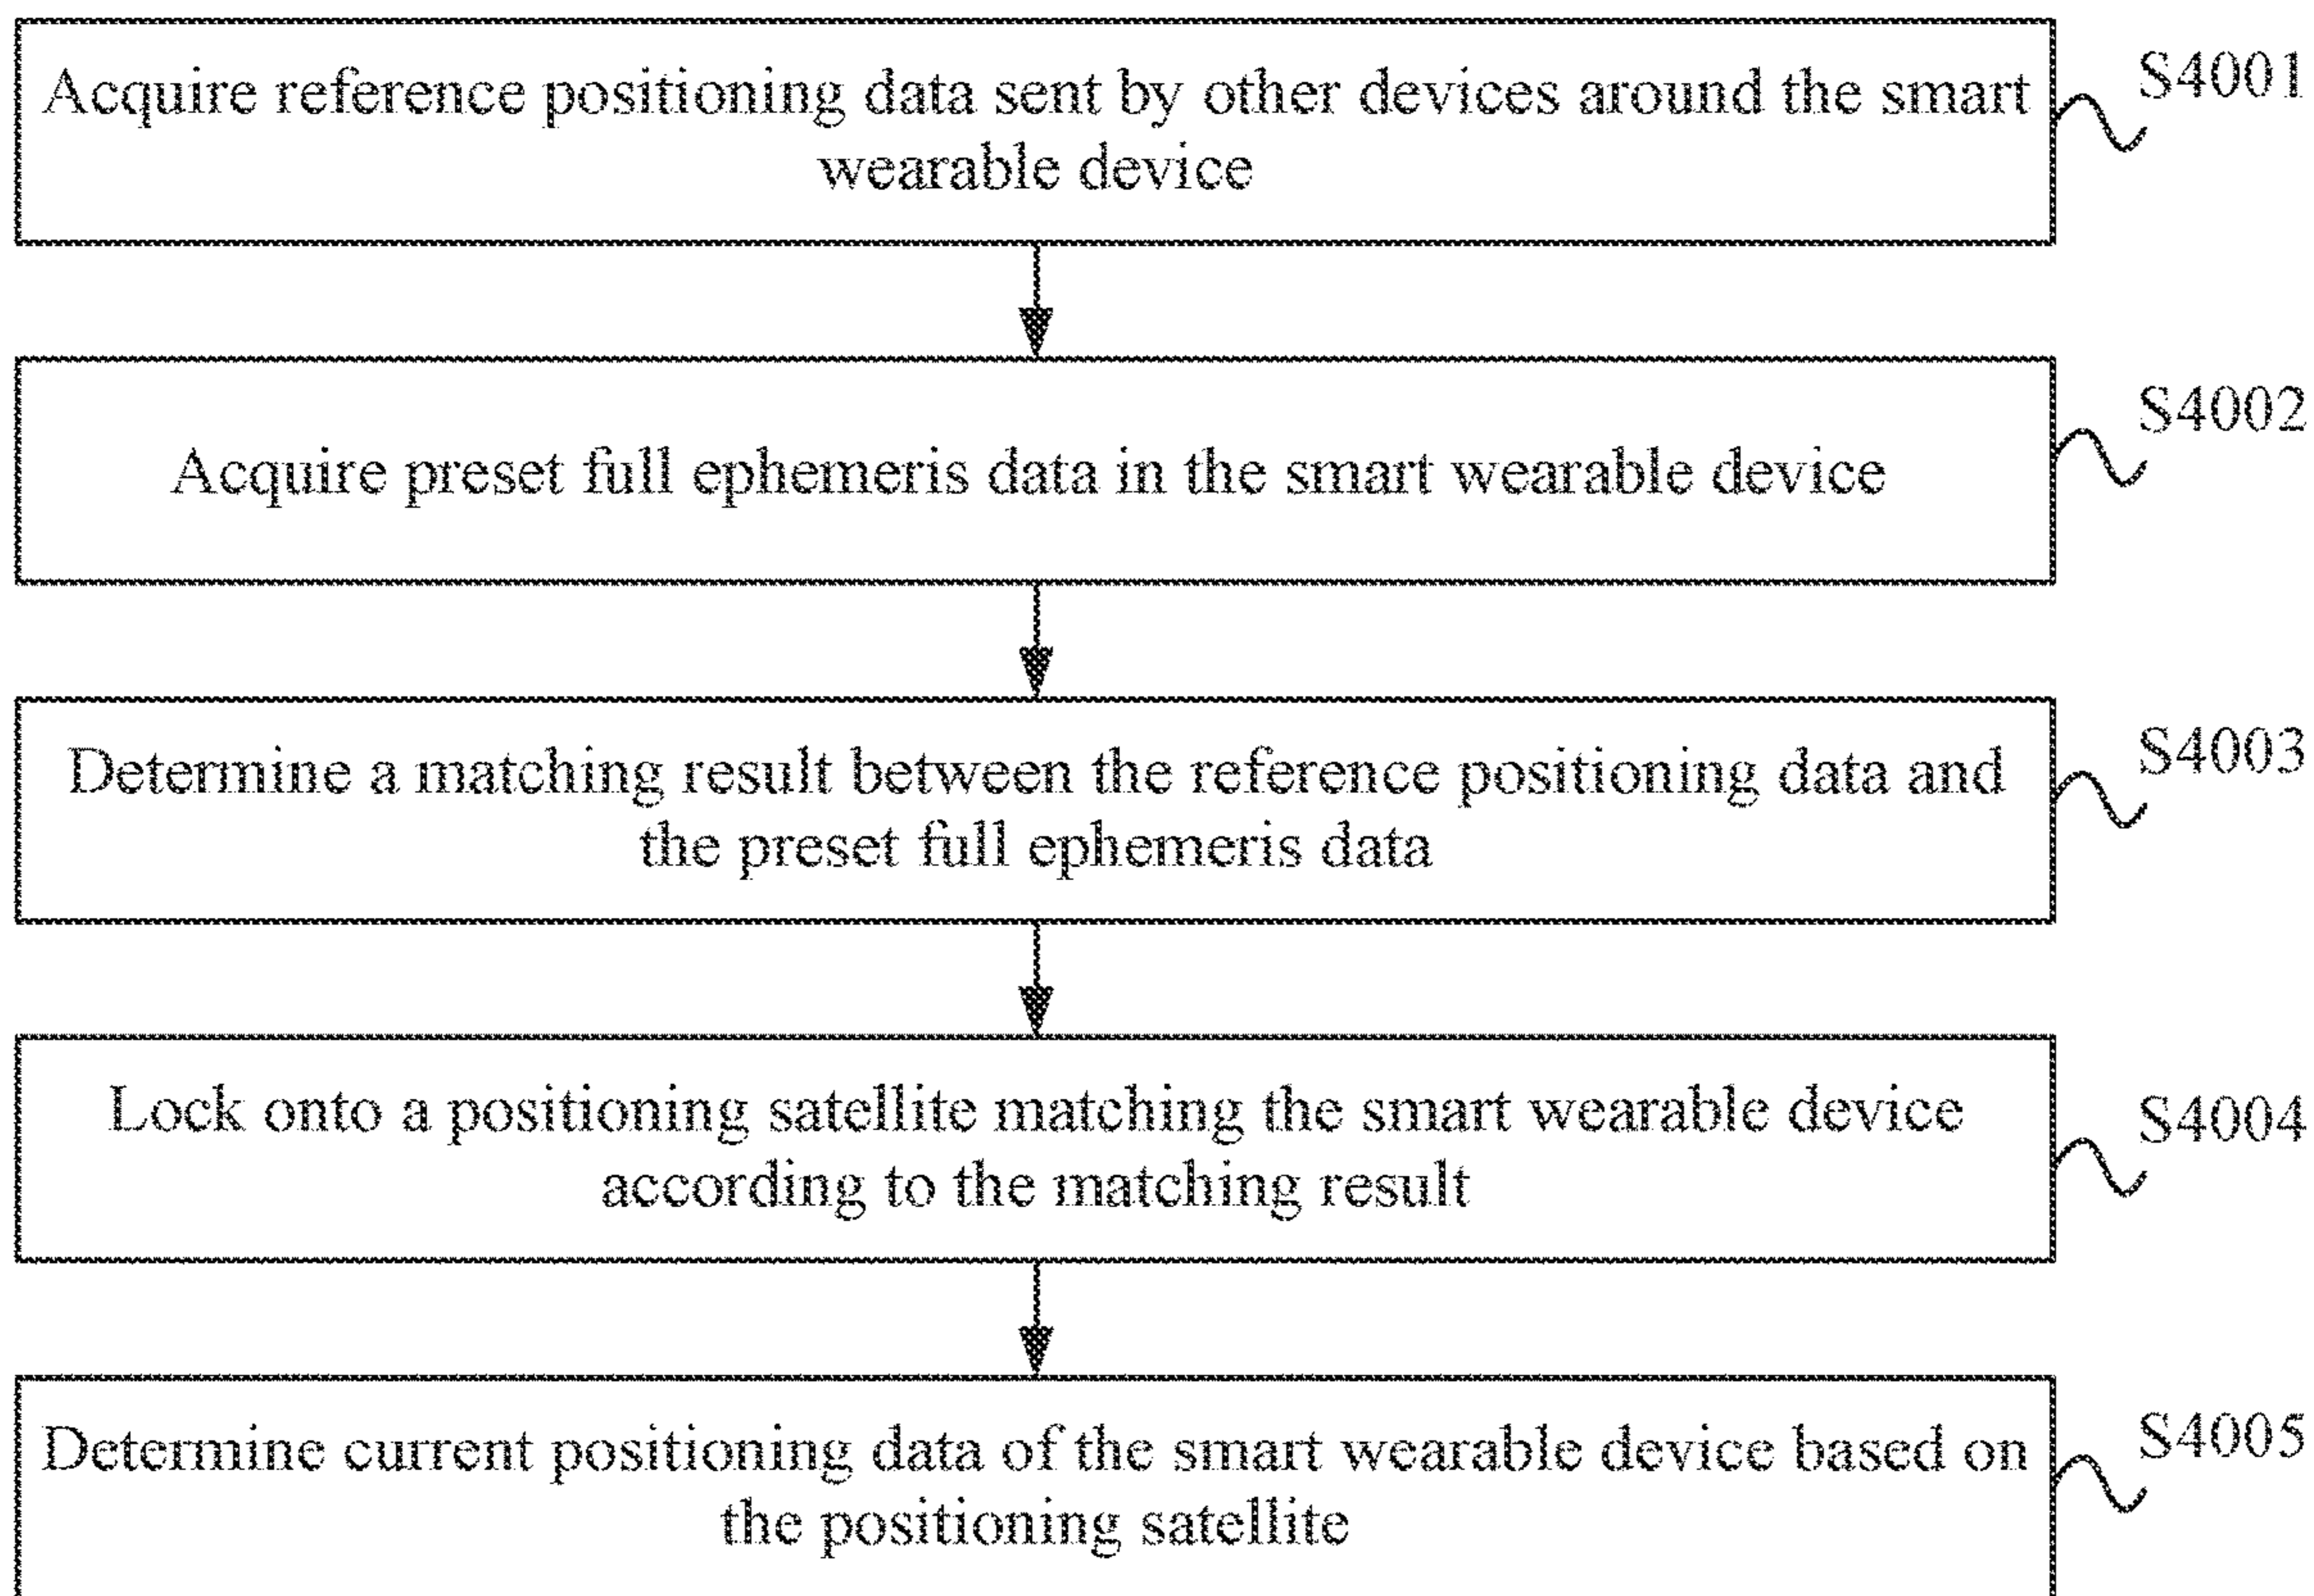 Acquire reference positioning data sent by other devices around the smart
wearable device
S4001
Acquire preset full ephemeris data in the smart wearable device
S4002
Determine a matching result between the reference positioning data and
the preset full ephemeris data
S4003
Lock onto a positioning satellite matching the smart wearable device
according to the matching result
S4004
Determine current positioning data of the smart wearable device based on
the positioning satellite
S4005